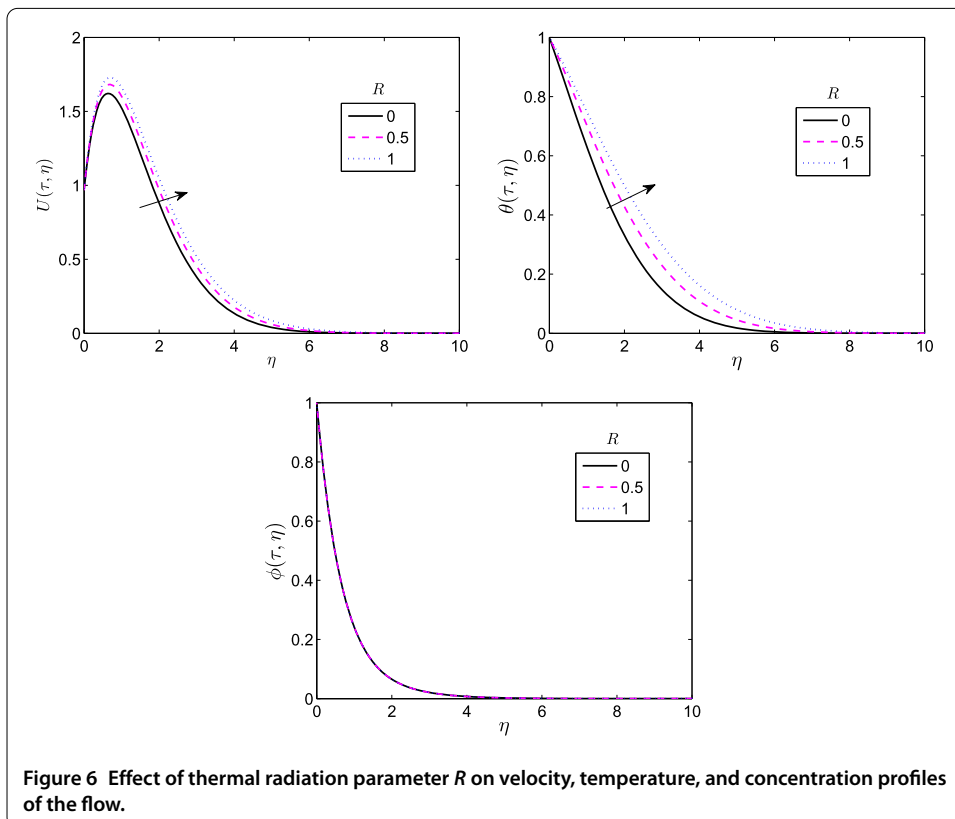 2
1.5
1
0.5
0
0 2 4 6 8 10
U(τ, η)
η
R
0
0.5
1
1
0.8
0.6
0.4
0.2
0
0 2 4 6 8 10
θ(τ, η)
η
R
0
0.5
1
1
0.8
0.6
0.4
0.2
0
0 2 4 6 8 10
ϕ(τ, η)
η
R
0
0.5
1
Figure 6 Effect of thermal radiation parameter R on velocity, temperature, and concentration profiles
of the flow.